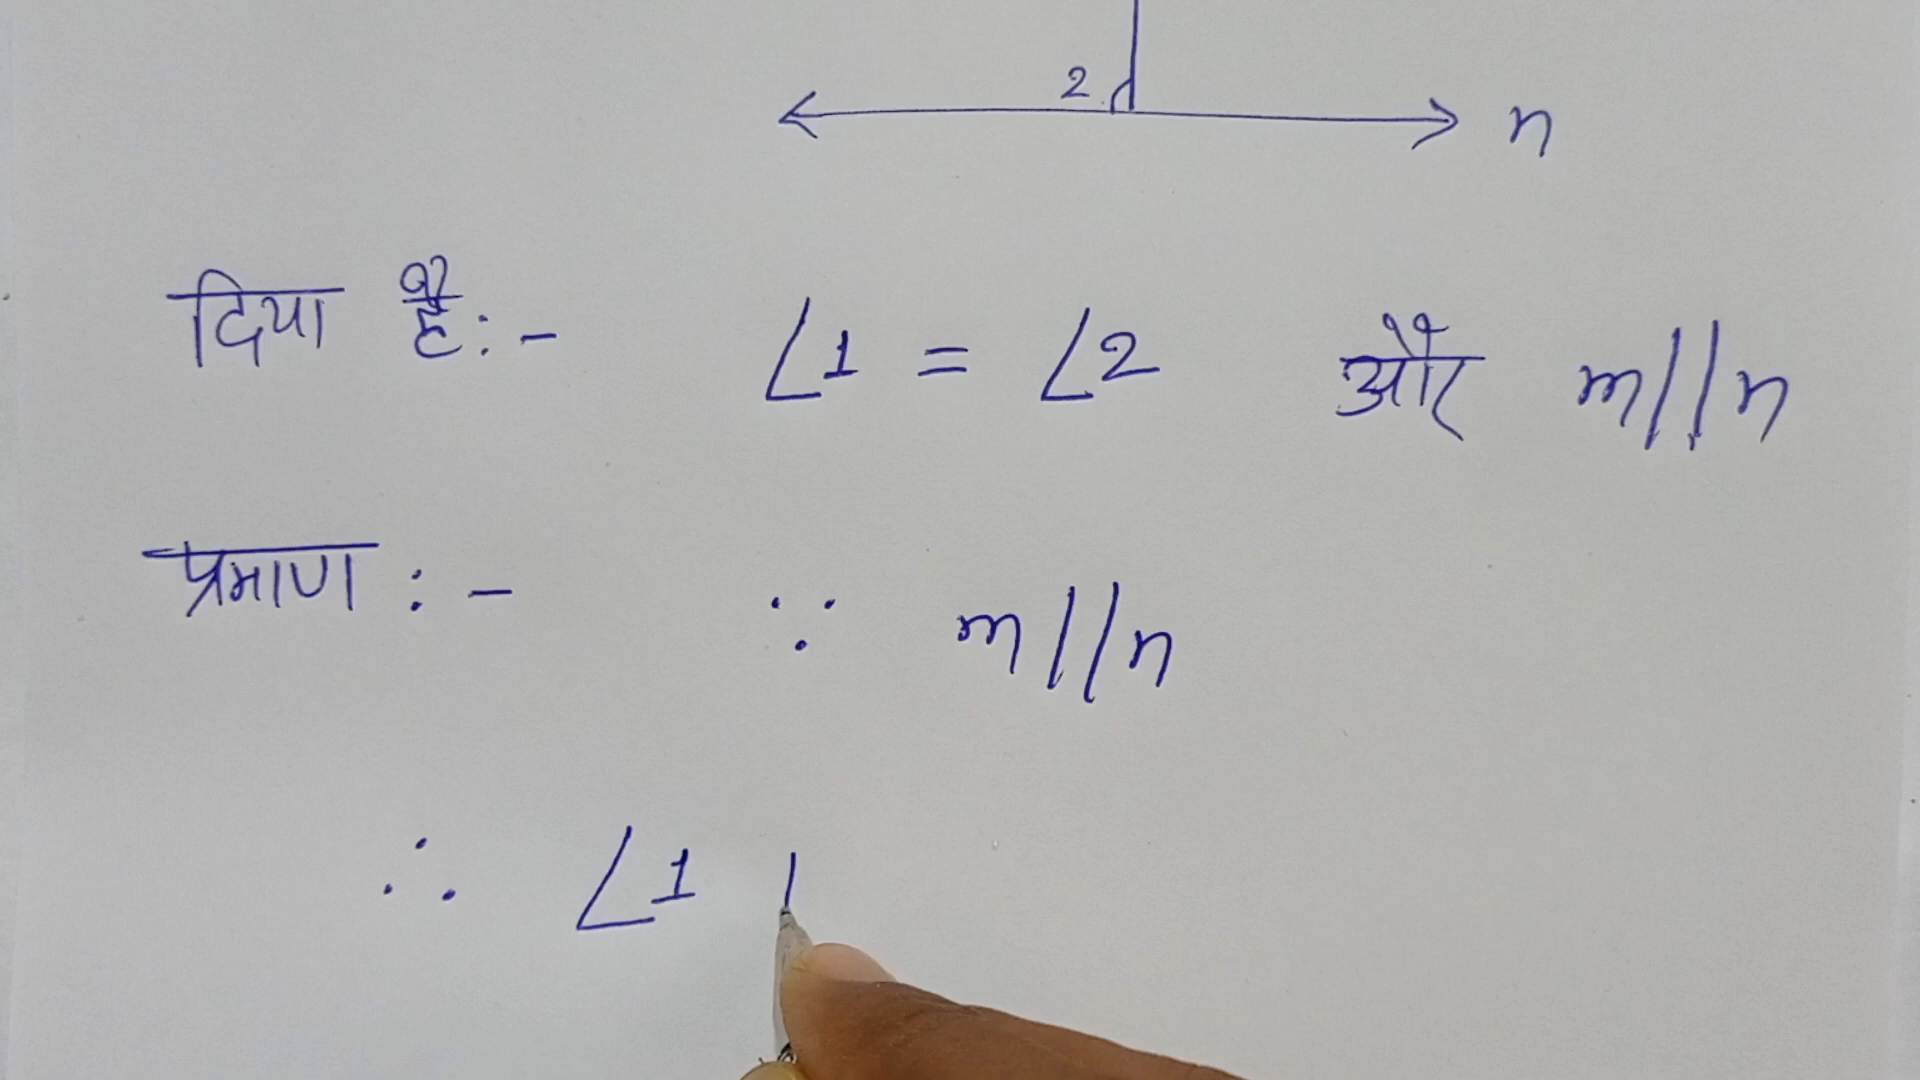 2
n
दिया है:- ∠1 = ∠2 और m//n
प्रमाण :- ∵ m//n
∴ ∠1